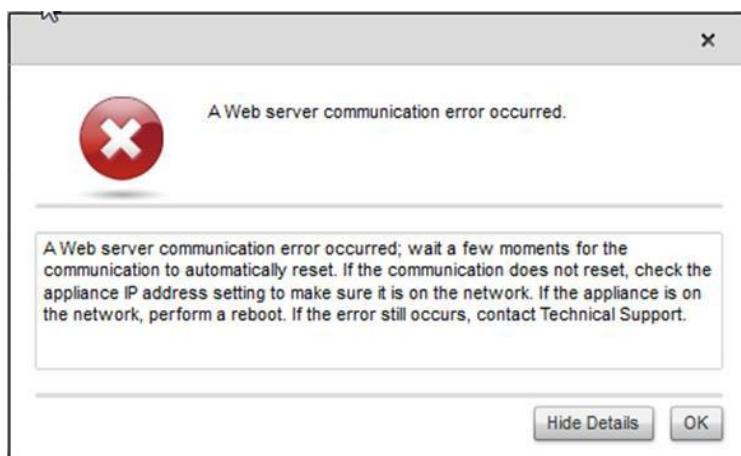 A Web server communication error occurred.
A Web server communication error occurred; wait a few moments for the
communication to automatically reset. If the communication does not reset, check the
appliance IP address setting to make sure it is on the network. If the appliance is on
the network, perform a reboot. If the error still occurs, contact Technical Support.
Hide Details
OK